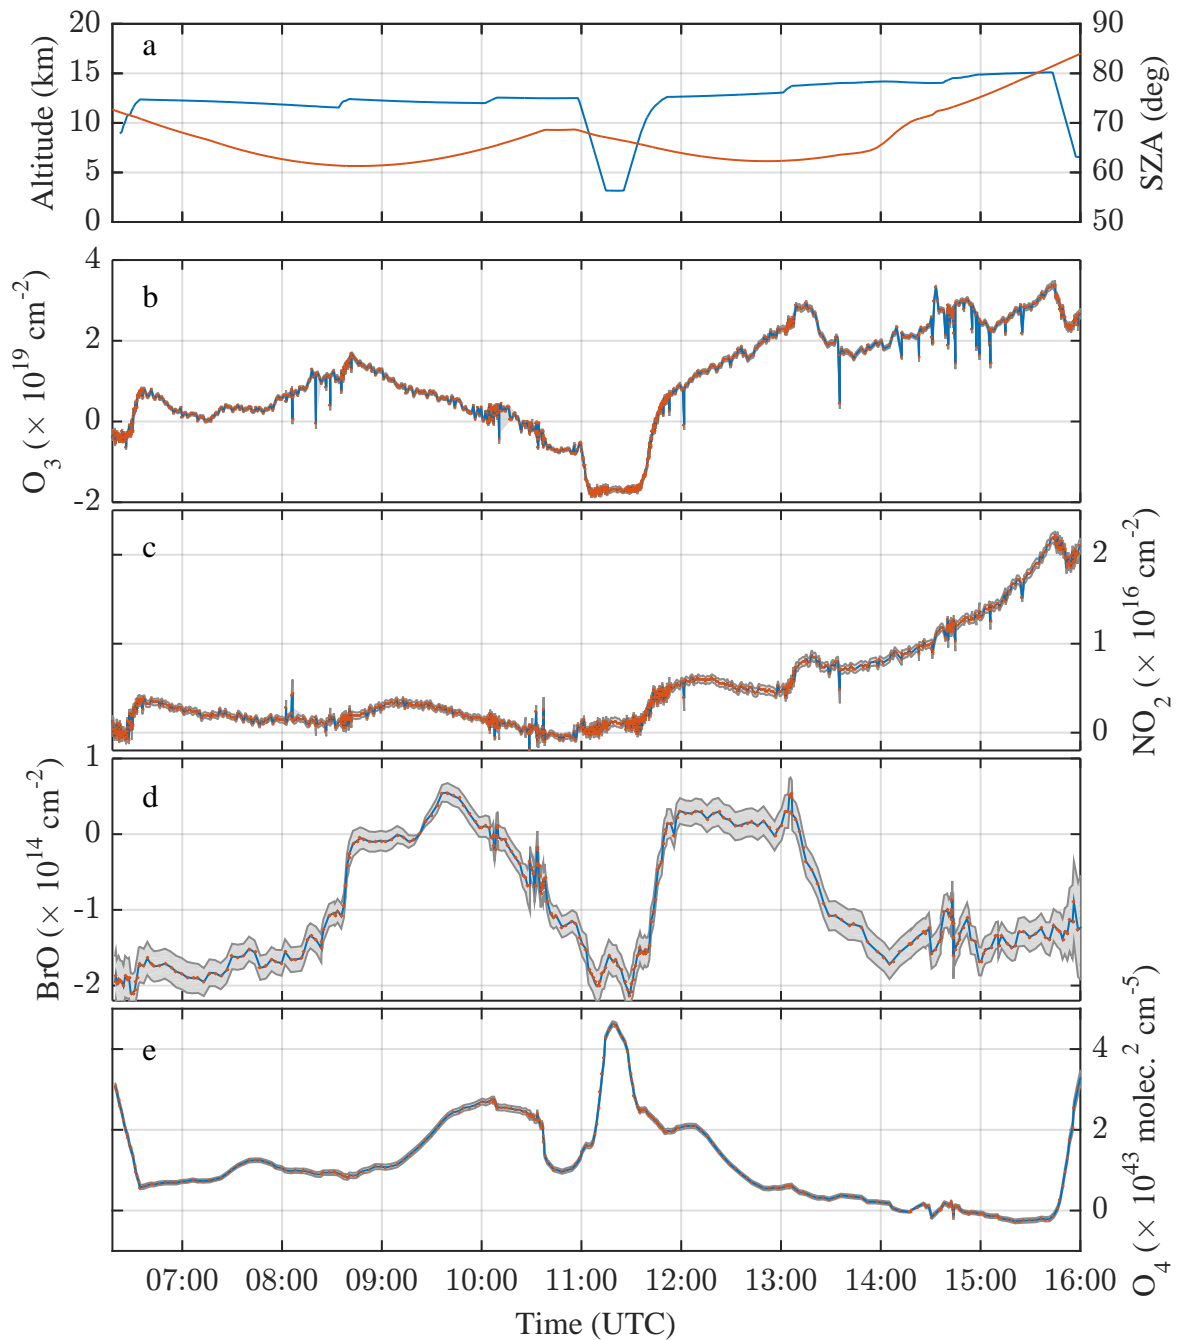 20
15
10
5
0
Altitude (km)
a
90
80
70
60
50
SZA (deg)
4
2
0
-2
O3 (× 10^19 cm^-2)
b
c
2
1
0
NO2 (× 10^16 cm^-2)
1
0
-1
-2
BrO (× 10^14 cm^-2)
d
e
4
2
0
O4 (× 10^43 molec.^2 cm^-5)
07:00 08:00 09:00 10:00 11:00 12:00 13:00 14:00 15:00 16:00
Time (UTC)